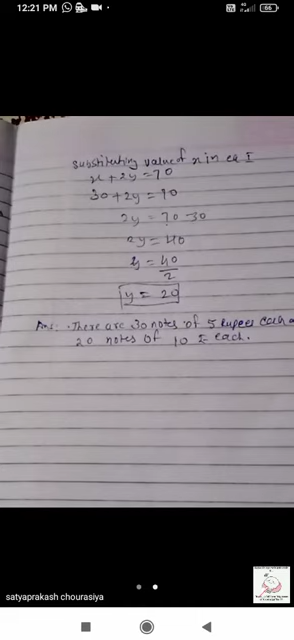 12:21 PM
66
substituting value of x in eq I
x + 2y = 70
30 + 2y = 70
2y = 70 - 30
2y = 40
y = 40/2
y = 20
Ans: There are 30 notes of 5 Rupees each
20 notes of 10 each.
satyaprakash chourasiya